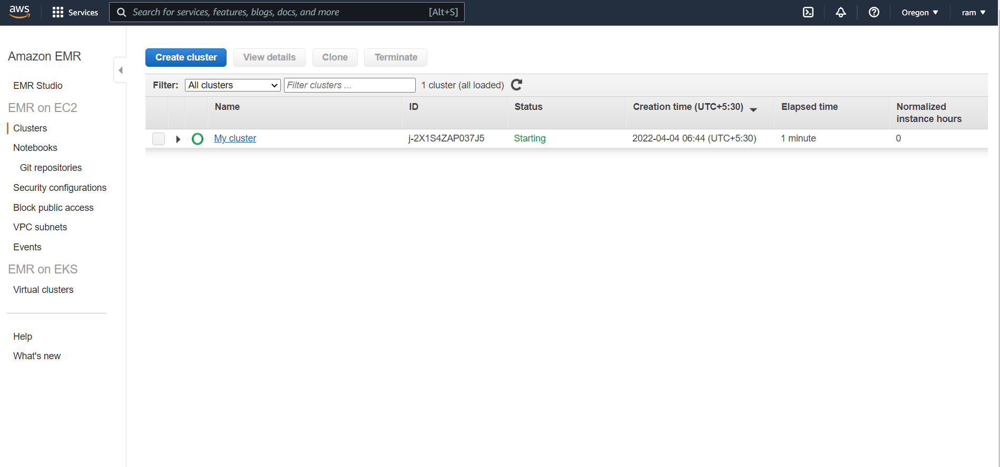 aws Services Search for services, features, blogs, docs, and more [Alt+S] Oregon ram
Amazon EMR
EMR Studio
EMR on EC2
Clusters
Notebooks
Git repositories
Security configurations
Block public access
VPC subnets
Events
EMR on EKS
Virtual clusters
Help
What's new
Create cluster View details Clone Terminate
Filter: All clusters Filter clusters ... 1 cluster (all loaded)
Name ID Status Creation time (UTC+5:30) Elapsed time Normalized
instance hours
My cluster j-2X1S4ZAP037J5 Starting 2022-04-04 06:44 (UTC+5:30) 1 minute 0